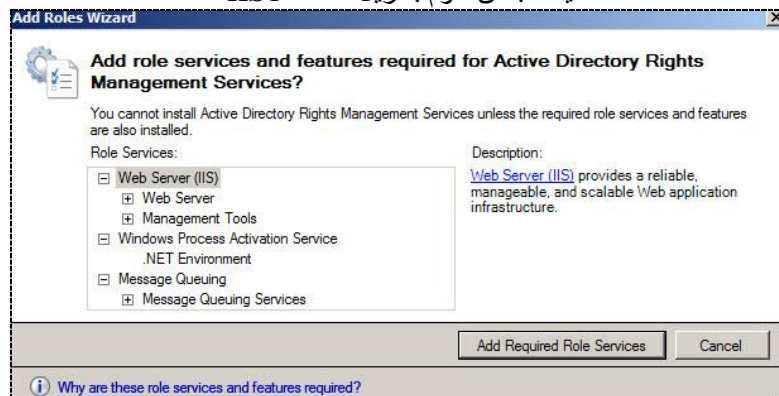 Add Roles Wizard
Add role services and features required for Active Directory Rights
Management Services?
You cannot install Active Directory Rights Management Services unless the required role services and features
are also installed.
Role Services:
Web Server (IIS)
Web Server
Management Tools
Windows Process Activation Service
.NET Environment
Message Queuing
Message Queuing Services
Description:
Web Server (IIS) provides a reliable,
manageable, and scalable Web application
infrastructure.
Add Required Role Services
Cancel
Why are these role services and features required?